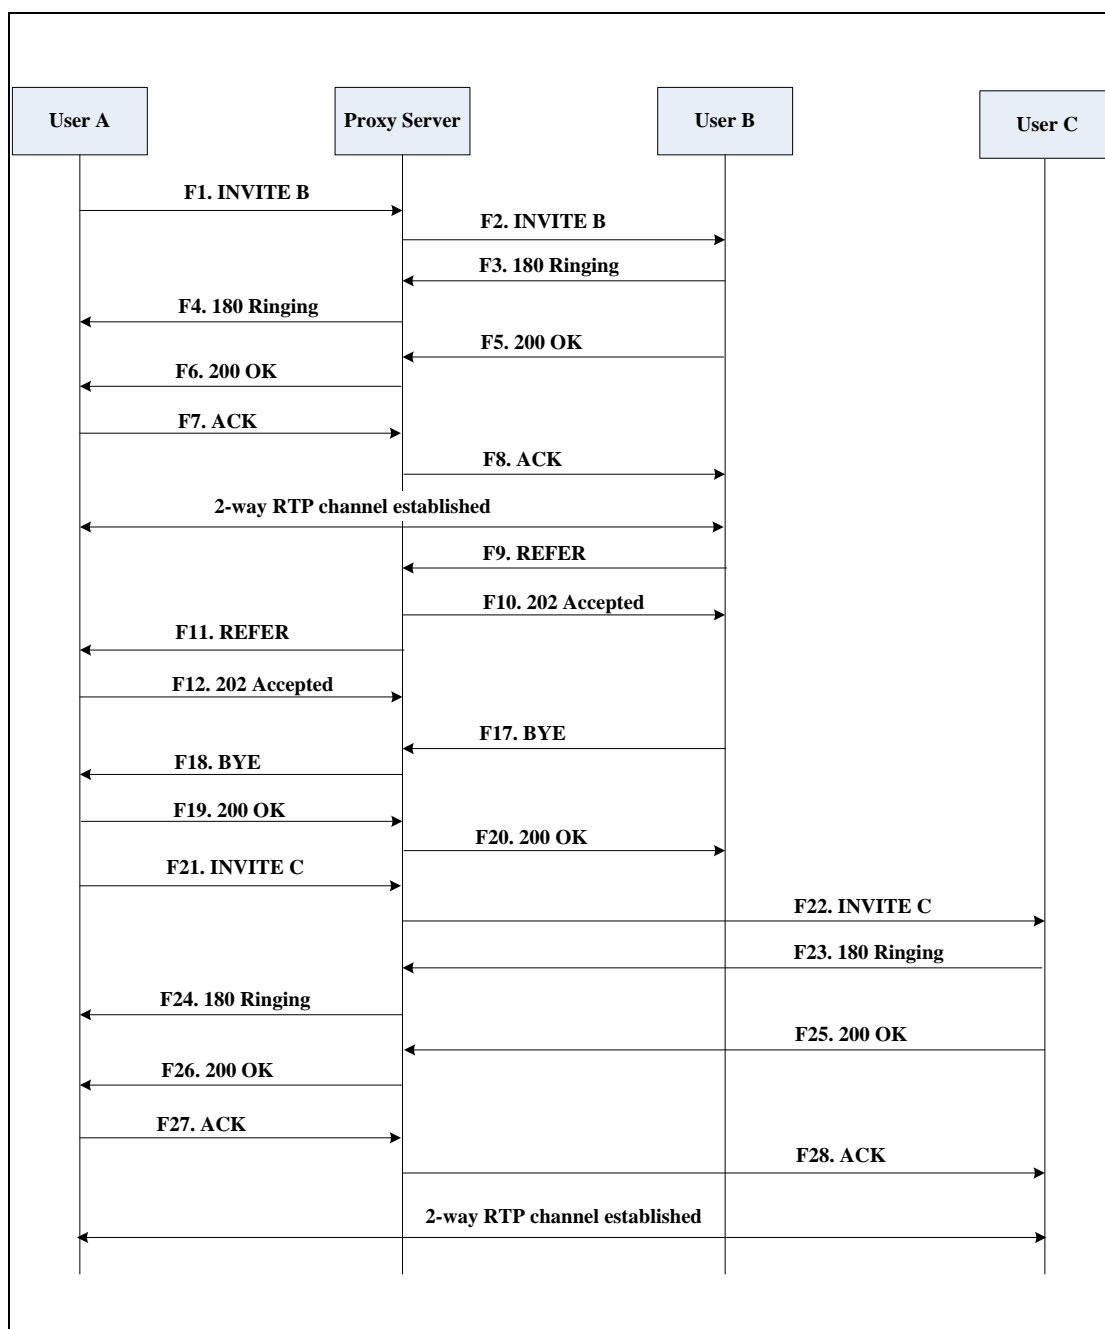 User A
Proxy Server
User B
User C
F1. INVITE B
F2. INVITE B
F3. 180 Ringing
F4. 180 Ringing
F5. 200 OK
F6. 200 OK
F7. ACK
F8. ACK
2-way RTP channel established
F9. REFER
F10. 202 Accepted
F11. REFER
F12. 202 Accepted
F17. BYE
F18. BYE
F19. 200 OK
F20. 200 OK
F21. INVITE C
F22. INVITE C
F23. 180 Ringing
F24. 180 Ringing
F25. 200 OK
F26. 200 OK
F27. ACK
F28. ACK
2-way RTP channel established